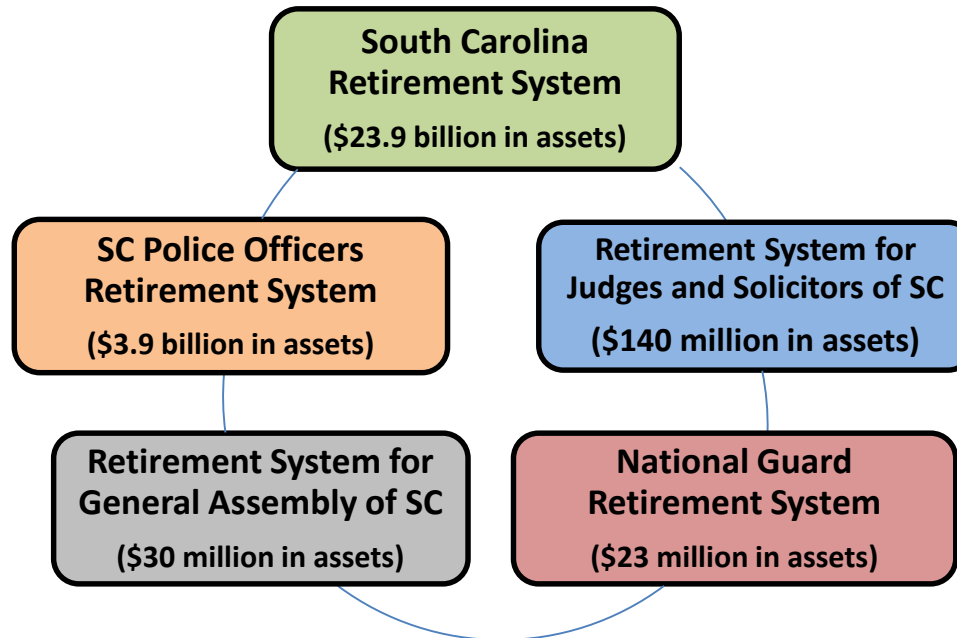 South Carolina
Retirement System
($23.9 billion in assets)
SC Police Officers
Retirement System
($3.9 billion in assets)
Retirement System for
Judges and Solicitors of SC
($140 million in assets)
Retirement System for
General Assembly of SC
($30 million in assets)
National Guard
Retirement System
($23 million in assets)